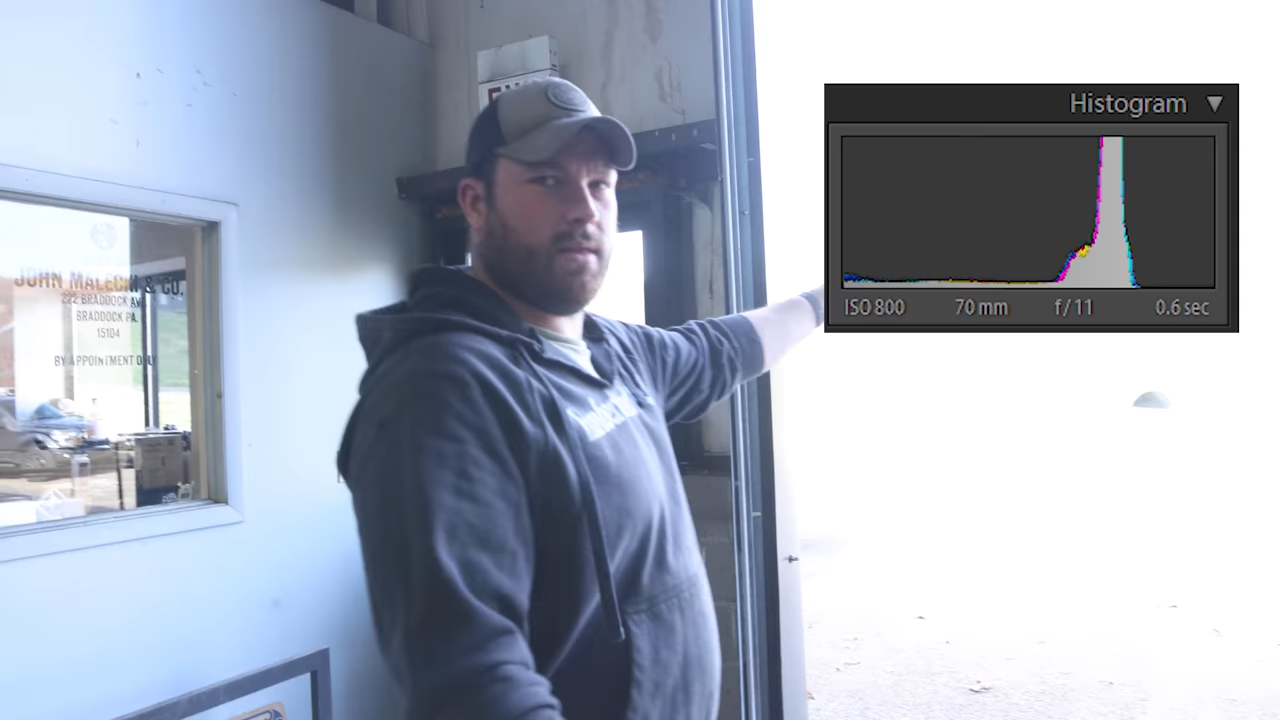 JOHN MALECKI & CO.
222 BRADDOCK AVE
BRADDOCK PA.
15104
BY APPOINTMENT ONLY
Histogram
ISO 800 70 mm f / 11 0.6 sec